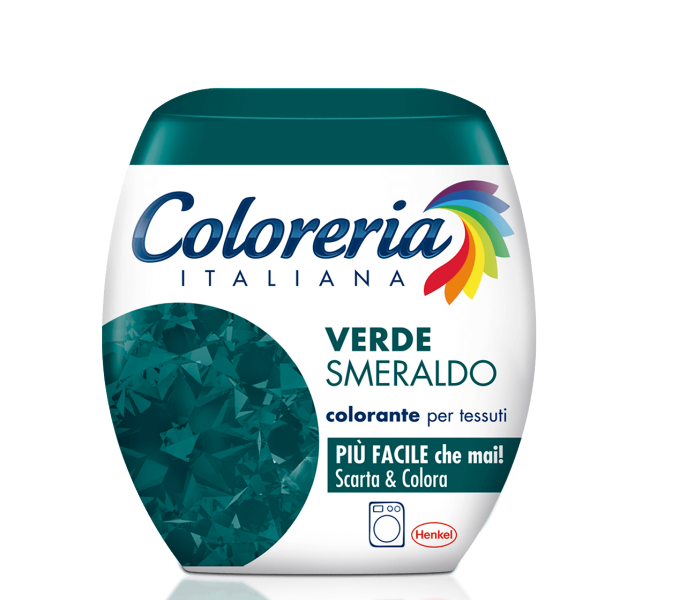 Coloreria
ITALIANA
VERDE
SMERALDO
colorante per tessuti
PIÙ FACILE che mai!
Scarta & Colora
Henkel